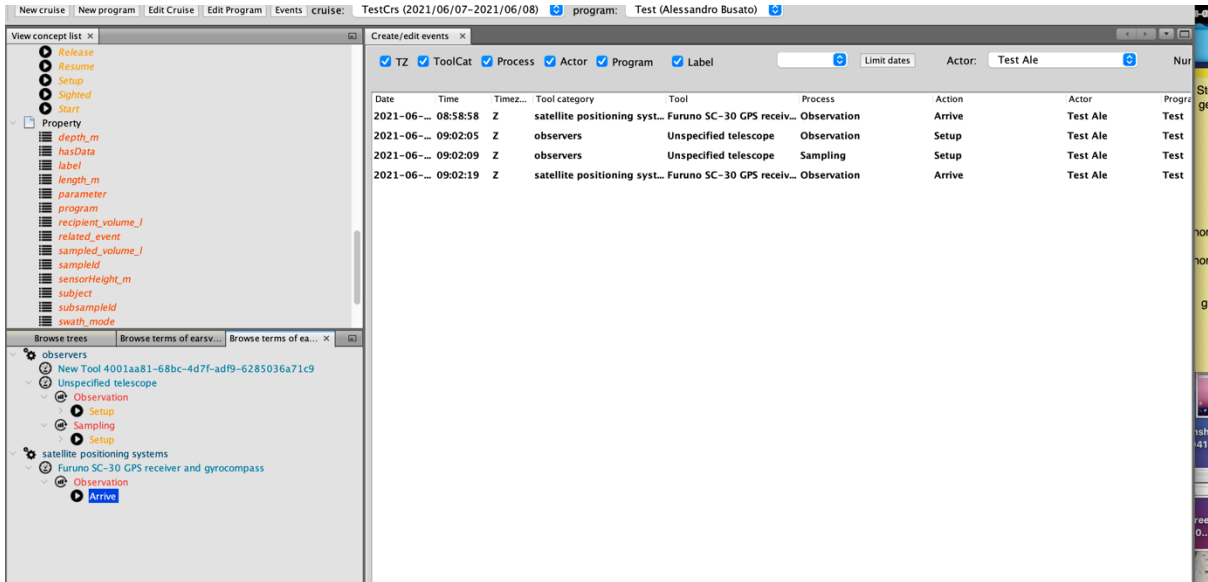 New cruise New program Edit Cruise Edit Program Events cruise: TestCrs (2021/06/07-2021/06/08) program: Test (Alessandro Busato)
View concept list ×
Release
Resume
Setup
Sighted
Start
Property
depth_m
hasData
label
length_m
parameter
program
recipient_volume_l
related_event
sampled_volume_l
sampleId
sensorHeight_m
subject
subsampleId
swath_mode
Browse trees Browse terms of earsv... Browse terms of ea... ×
observers
New Tool 4001aa81-68bc-4d7f-adf9-6285036a71c9
Unspecified telescope
Observation
Setup
Sampling
Setup
satellite positioning systems
Furuno SC-30 GPS receiver and gyrocompass
Observation
Arrive
Create/edit events ×
TZ ToolCat Process Actor Program Label Limit dates Actor: Test Ale Nur
Date Time Timez... Tool category Tool Process Action Actor Progra
2021-06-... 08:58:58 Z satellite positioning syst... Furuno SC-30 GPS receiv... Observation Arrive Test Ale Test
2021-06-... 09:02:05 Z observers Unspecified telescope Observation Setup Test Ale Test
2021-06-... 09:02:09 Z observers Unspecified telescope Sampling Setup Test Ale Test
2021-06-... 09:02:19 Z satellite positioning syst... Furuno SC-30 GPS receiv... Observation Arrive Test Ale Test